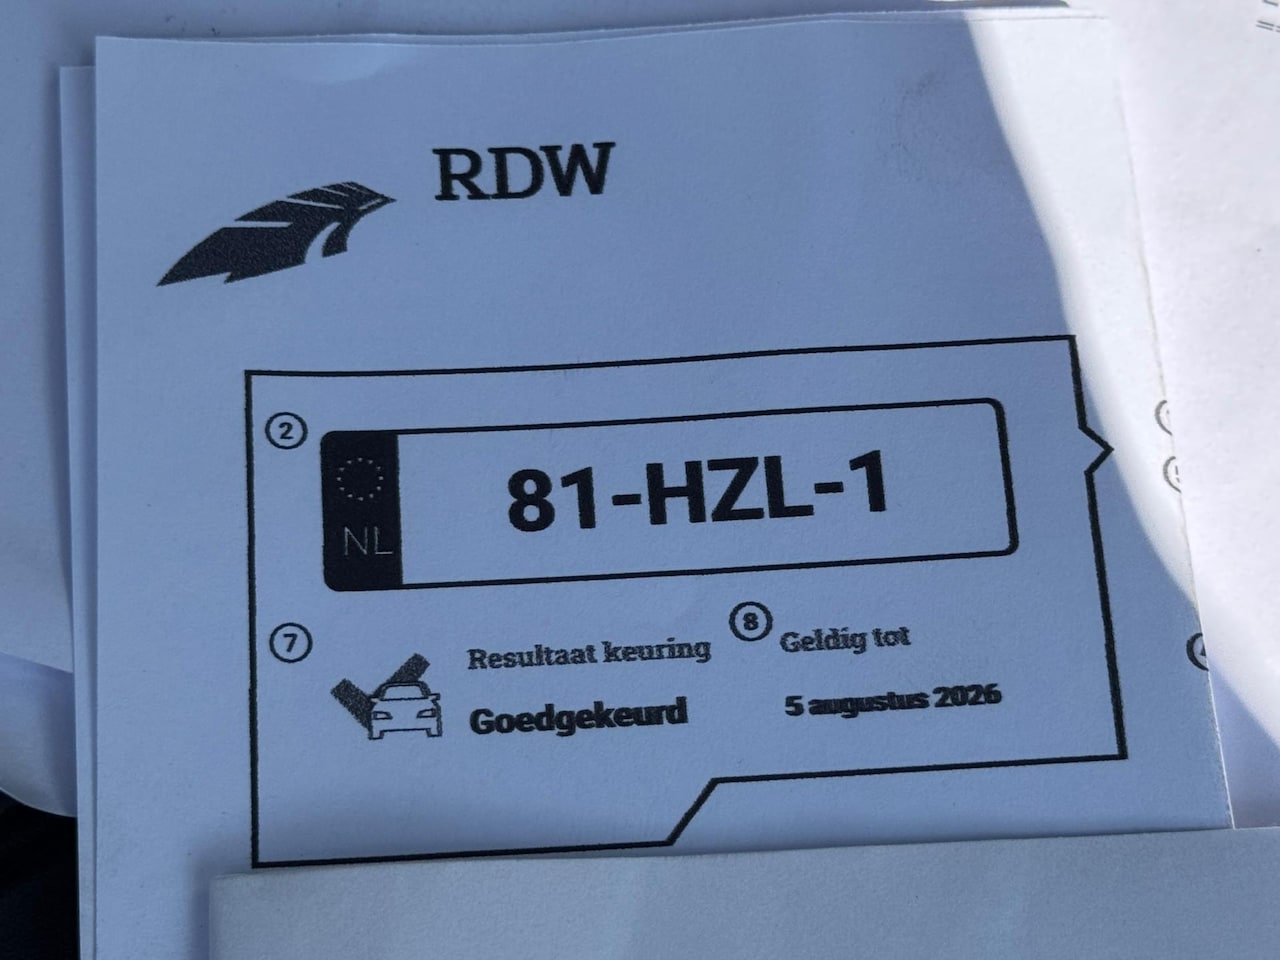 RDW
2
NL
81-HZL-1
7
Resultaat keuring
8
Geldig tot
Goedgekeurd
5 augustus 2026